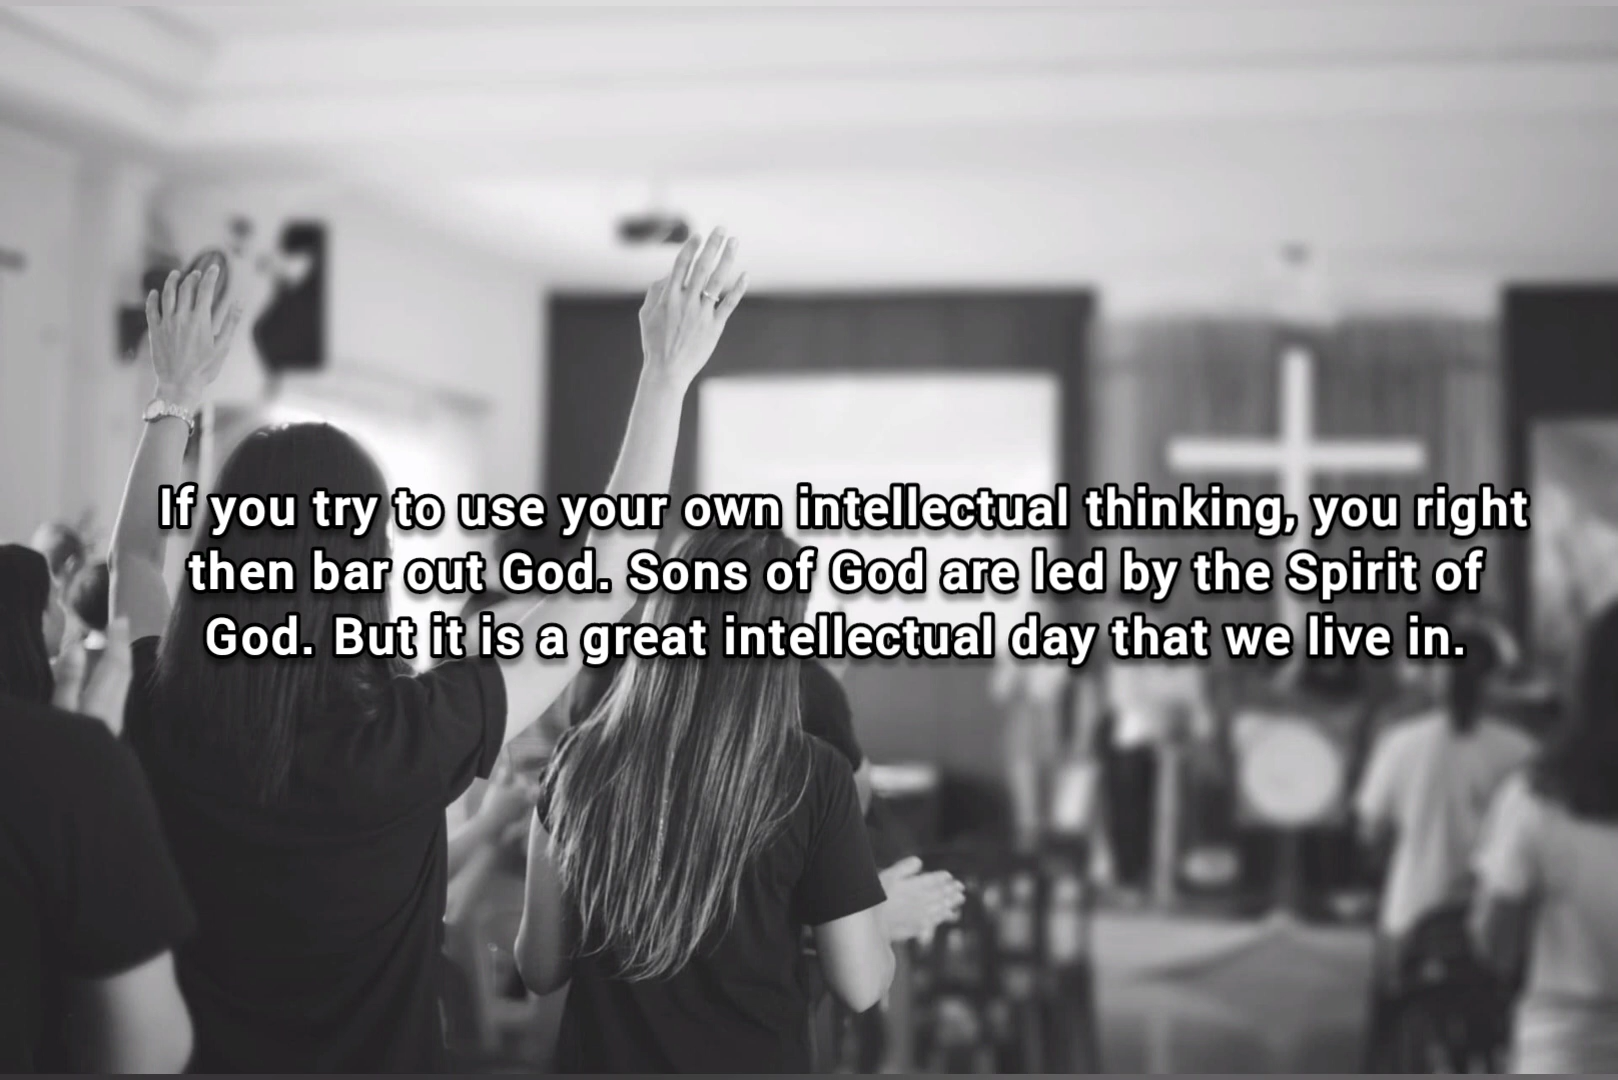 If you try to use your own intellectual thinking, you right
then bar out God. Sons of God are led by the Spirit of
God. But it is a great intellectual day that we live in.